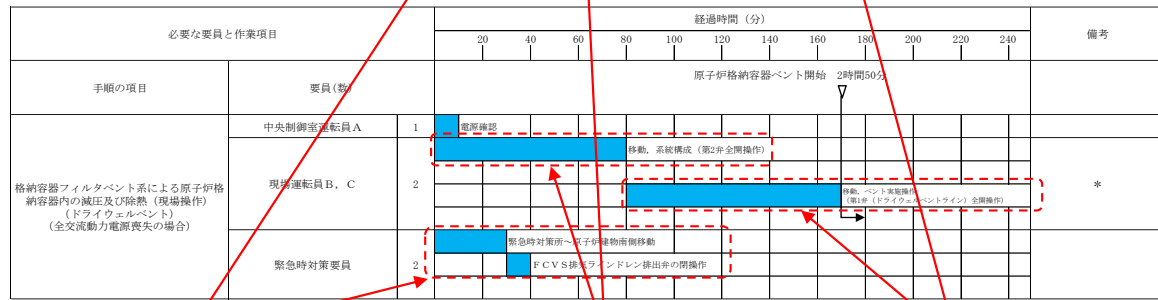 必要な要員と作業項目
経過時間（分）
備考
20 40 60 80 100 120 140 160 180 200 220 240
手順の項目
要員(数)
原子炉格納容器ベント開始 2時間50分
格納容器フィルタベント系による原子炉格
納容器内の減圧及び除熱（現場操作）
（ドライウェルベント）
（全交流動力電源喪失の場合）
中央制御室運転員Ａ
1
電源確認
現場運転員Ｂ，Ｃ
2
移動，系統構成（第2弁全開操作）
移動，ベント実施操作
（第1弁（ドライウェルベントライン）全開操作）
＊
緊急時対策要員
2
緊急時対策所～原子炉建物南側移動
ＦＣＶＳ排気ラインドレン排出弁の閉操作